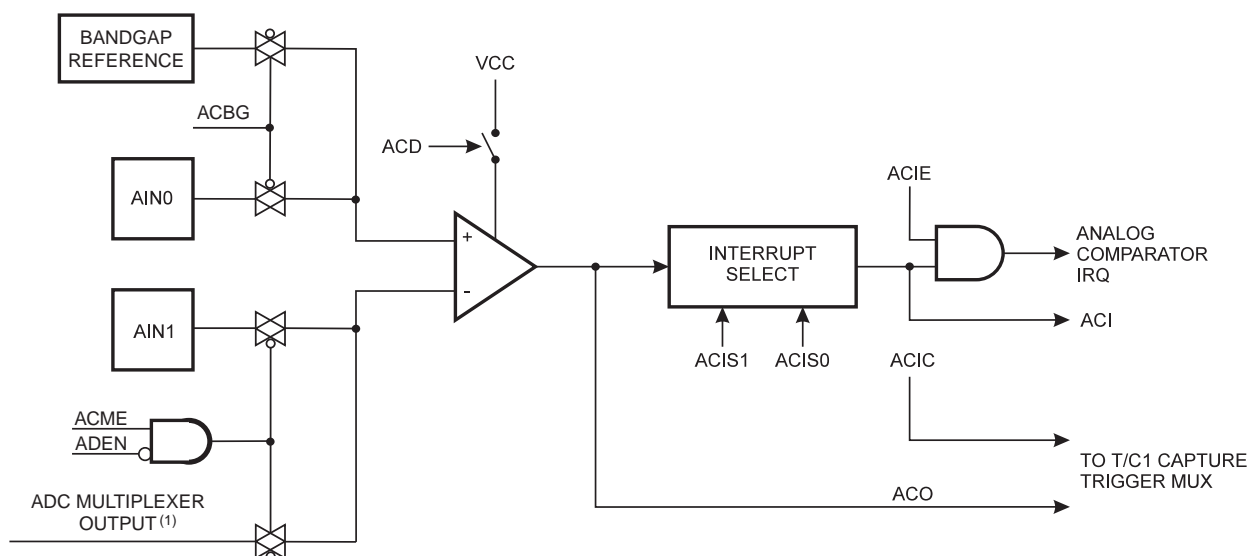 BANDGAP
REFERENCE
VCC
ACBG
ACD
AIN0
ACIE
+
INTERRUPT
SELECT
ANALOG
COMPARATOR
IRQ
-
AIN1
ACI
ACIS1
ACIS0
ACIC
ACME
ADEN
TO T/C1 CAPTURE
TRIGGER MUX
ADC MULTIPLEXER
OUTPUT (1)
ACO